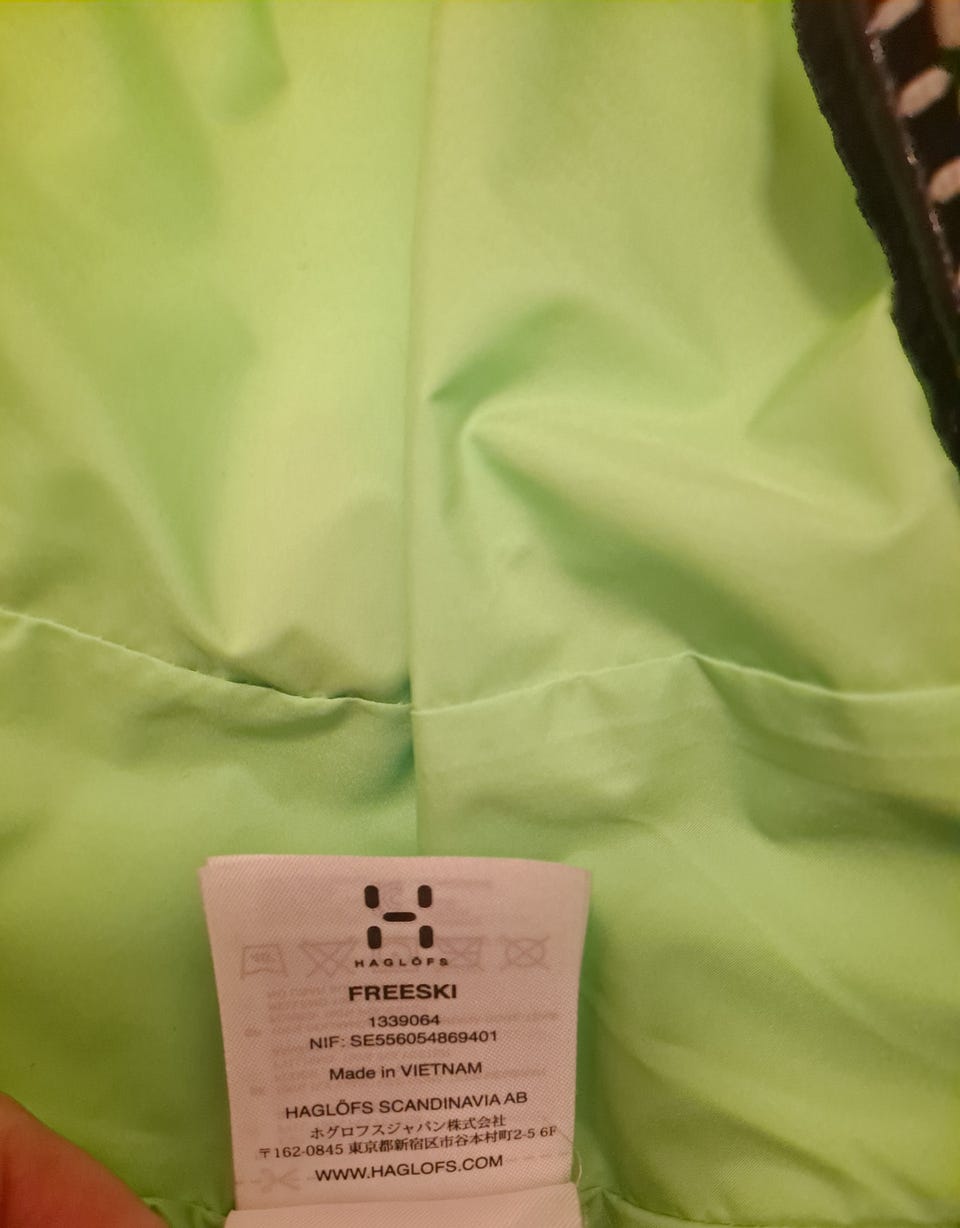 HAGLÖFS
FREESKI
1339064
NIF: SE556054869401
Made in VIETNAM
HAGLÖFS SCANDINAVIA AB
ホグロフスジャパン株式会社
〒162-0845 東京都新宿区市谷本村町2-5 6F
WWW.HAGLOFS.COM